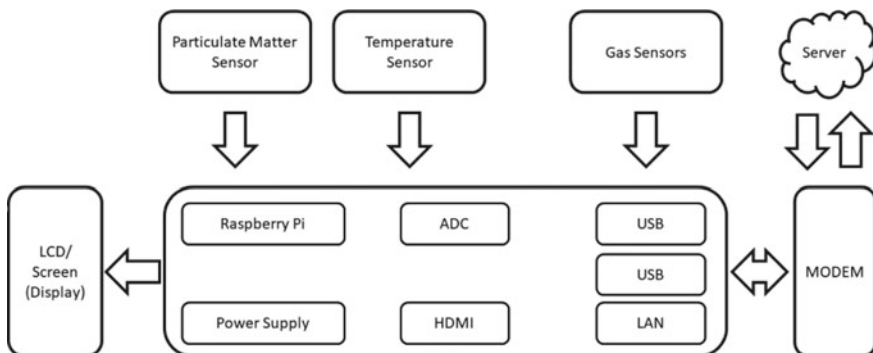 Particulate Matter
Sensor
Temperature
Sensor
Gas Sensors
Server
LCD/
Screen
(Display)
Raspberry Pi
ADC
USB
USB
Power Supply
HDMI
LAN
MODEM